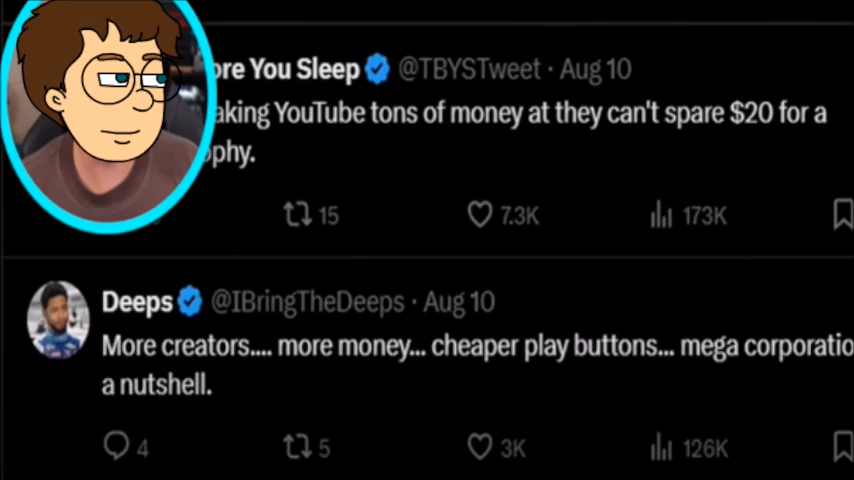 ore You Sleep @TBYSTweet · Aug 10
aking YouTube tons of money at they can't spare $20 for a
ophy.
15 7.3K 173K
Deeps @IBringTheDeeps · Aug 10
More creators.... more money... cheaper play buttons... mega corporatio
a nutshell.
4 5 3K 126K